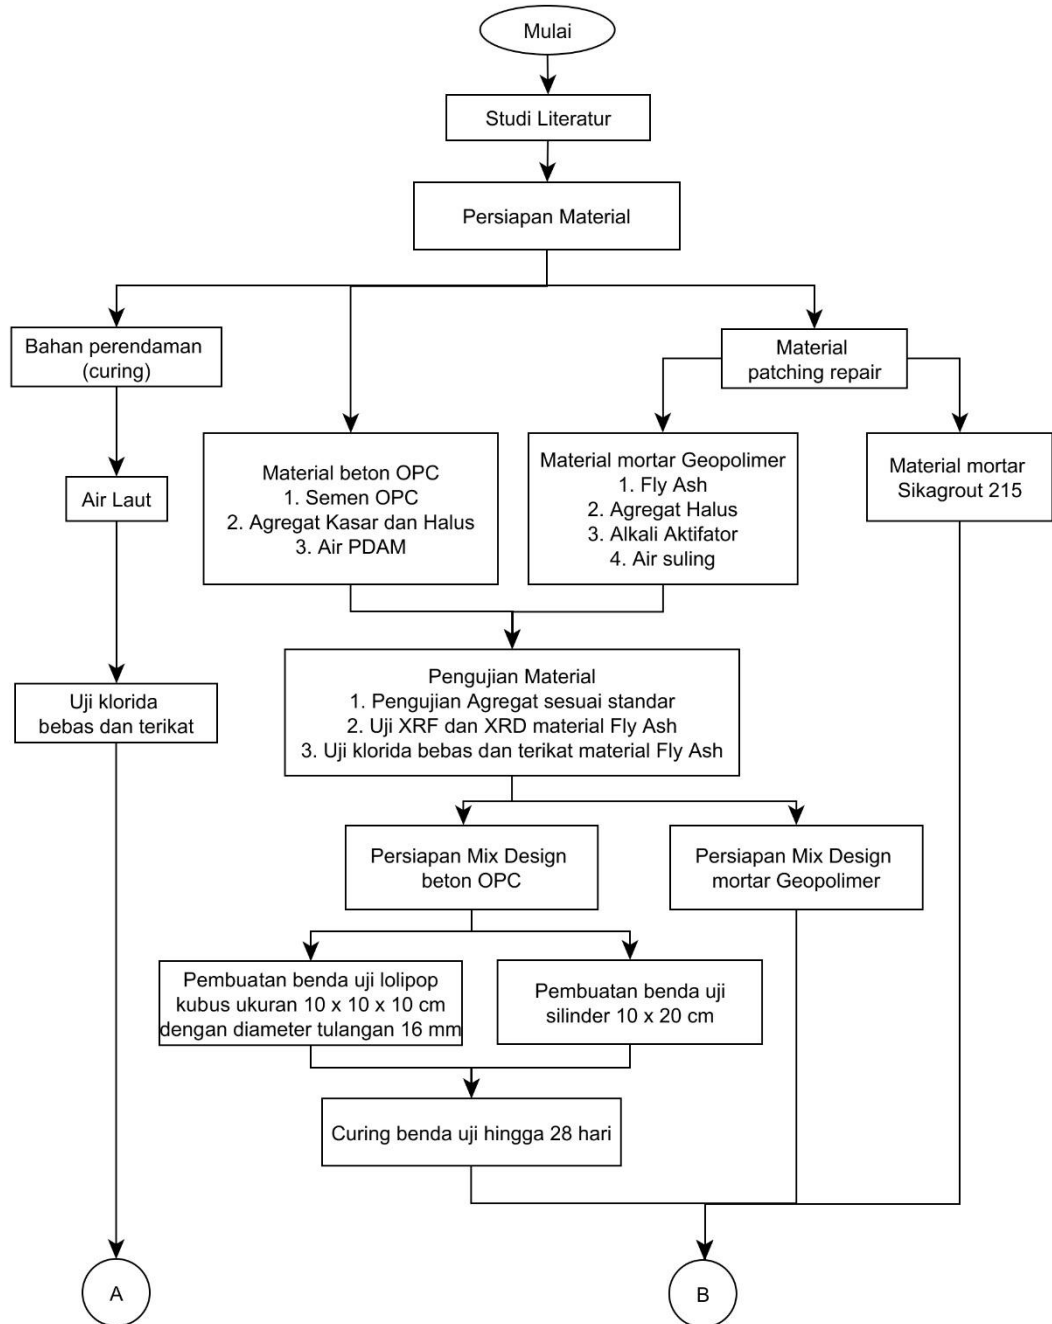 Mulai
Studi Literatur
Persiapan Material
Bahan perendaman
(curing)
Material
patching repair
Air Laut
Material beton OPC
1. Semen OPC
2. Agregat Kasar dan Halus
3. Air PDAM
Material mortar Geopolimer
1. Fly Ash
2. Agregat Halus
3. Alkali Aktifator
4. Air suling
Material mortar
Sikagrout 215
Uji klorida
bebas dan terikat
Pengujian Material
1. Pengujian Agregat sesuai standar
2. Uji XRF dan XRD material Fly Ash
3. Uji klorida bebas dan terikat material Fly Ash
Persiapan Mix Design
beton OPC
Persiapan Mix Design
mortar Geopolimer
Pembuatan benda uji lolipop
kubus ukuran 10 x 10 x 10 cm
dengan diameter tulangan 16 mm
Pembuatan benda uji
silinder 10 x 20 cm
Curing benda uji hingga 28 hari
A
B